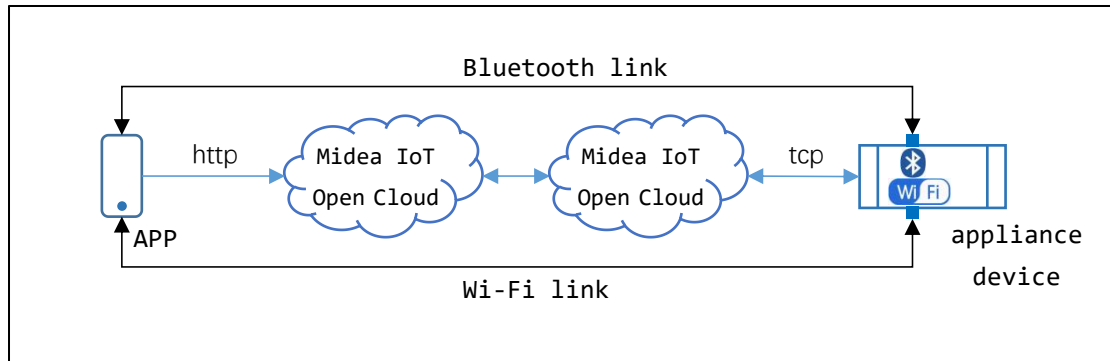 Bluetooth link
http
Midea IoT
Open Cloud
Midea IoT
Open Cloud
tcp
Wi Fi
APP
appliance
device
Wi-Fi link